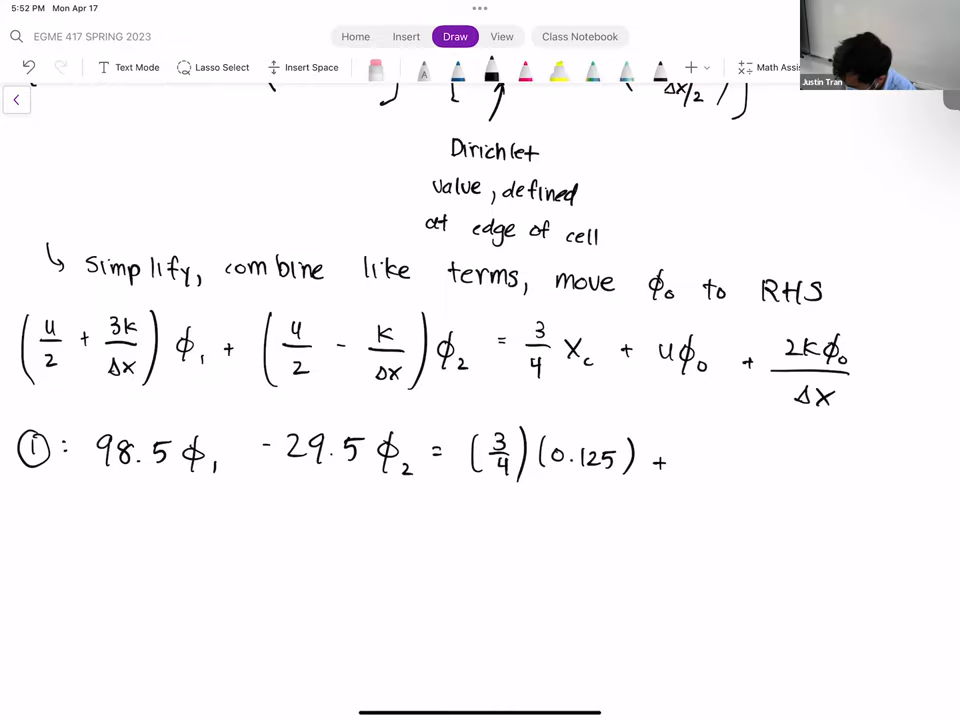 5:52 PM Mon Apr 17
EGME 417 SPRING 2023
Home Insert Draw View Class Notebook
T Text Mode Lasso Select Insert Space Math Assis
Justin Tran
Δx/2
Dirichlet
value, defined
at edge of cell
↳ simplify, combine like terms, move ϕ₀ to RHS
(u/2 + 3k/Δx) ϕ₁ + (u/2 - k/Δx) ϕ₂ = 3/4 X_c + uϕ₀ + 2kϕ₀/Δx
①: 98.5 ϕ₁ - 29.5 ϕ₂ = (3/4)(0.125) +